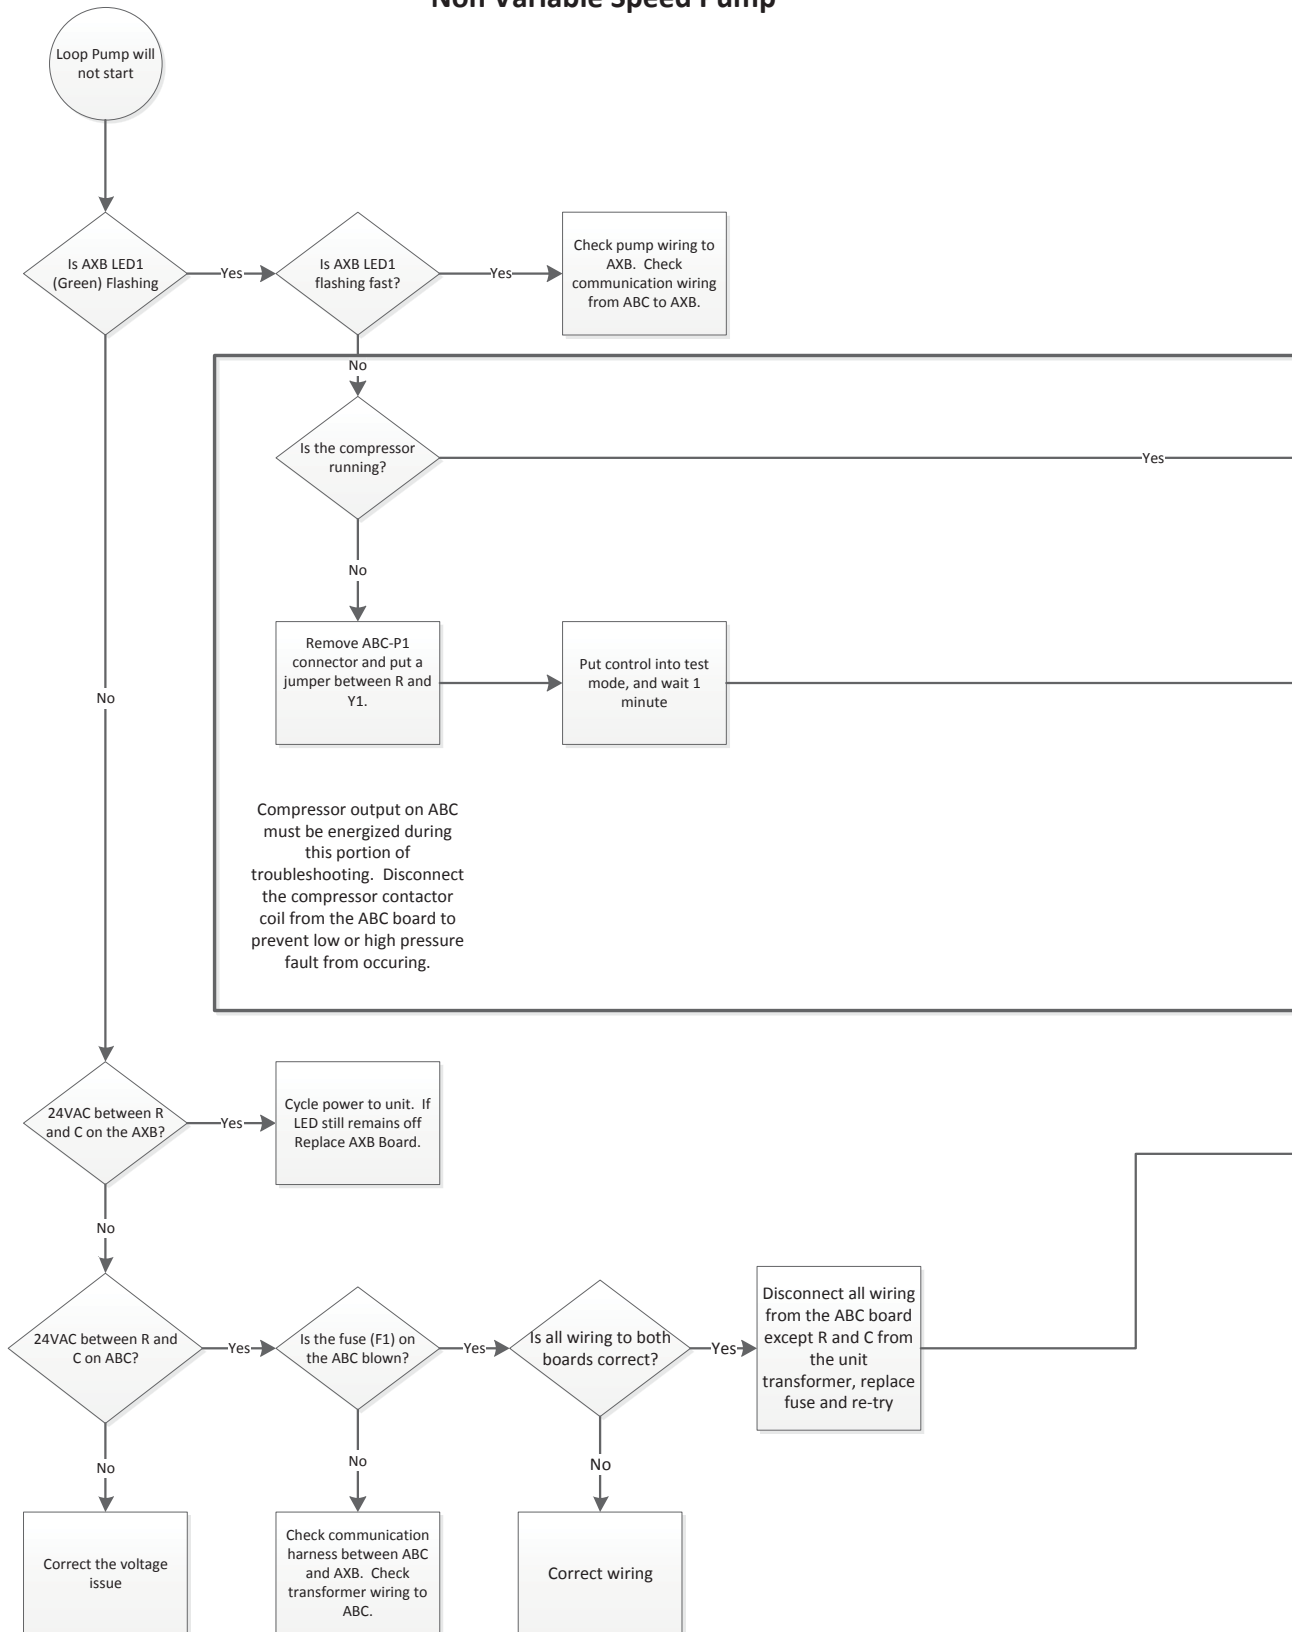 Non Variable Speed Pump
Loop Pump will
not start
Is AXB LED1
(Green) Flashing
Yes
Is AXB LED1
flashing fast?
Yes
Check pump wiring to
AXB. Check
communication wiring
from ABC to AXB.
No
Is the compressor
running?
Yes
No
Remove ABC-P1
connector and put a
jumper between R and
Y1.
Put control into test
mode, and wait 1
minute
No
Compressor output on ABC
must be energized during
this portion of
troubleshooting. Disconnect
the compressor contactor
coil from the ABC board to
prevent low or high pressure
fault from occuring.
24VAC between R
and C on the AXB?
Yes
Cycle power to unit. If
LED still remains off
Replace AXB Board.
No
24VAC between R and
C on ABC?
Yes
Is the fuse (F1) on
the ABC blown?
Yes
Is all wiring to both
boards correct?
Yes
Disconnect all wiring
from the ABC board
except R and C from
the unit
transformer, replace
fuse and re-try
No
No
No
Correct the voltage
issue
Check communication
harness between ABC
and AXB. Check
transformer wiring to
ABC.
Correct wiring